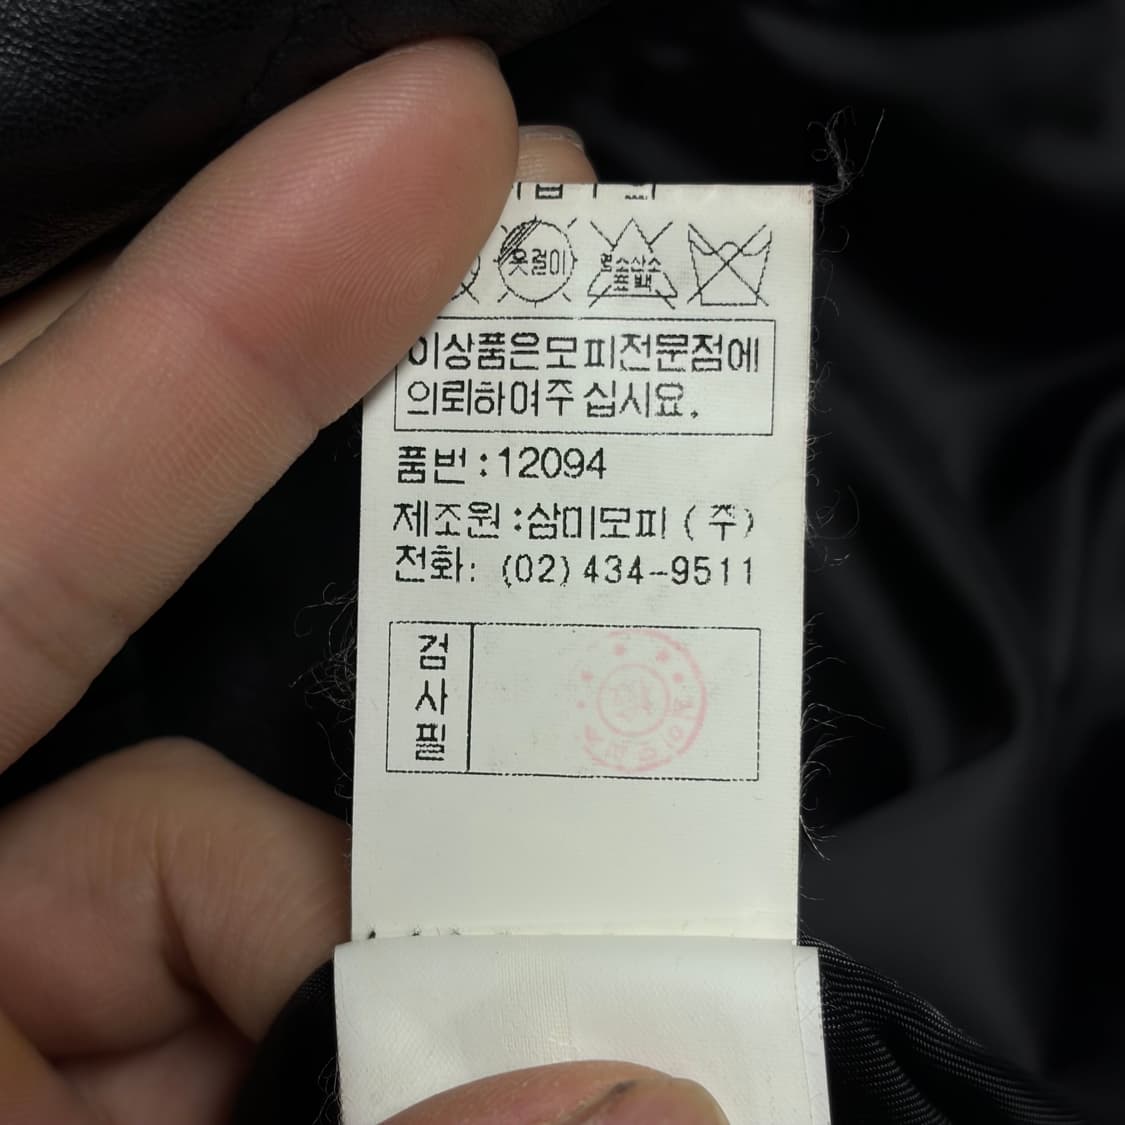 옷걸이
염소산소
표백
이상품은모피전문점에
의뢰하여주십시요.
품번:12094
제조원:삼미모피(주)
전화: (02)434-9511
검
사
필